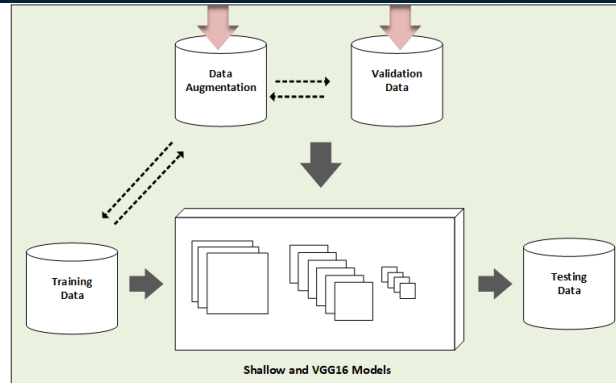 Data
Augmentation
Validation
Data
Training
Data
Testing
Data
Shallow and VGG16 Models